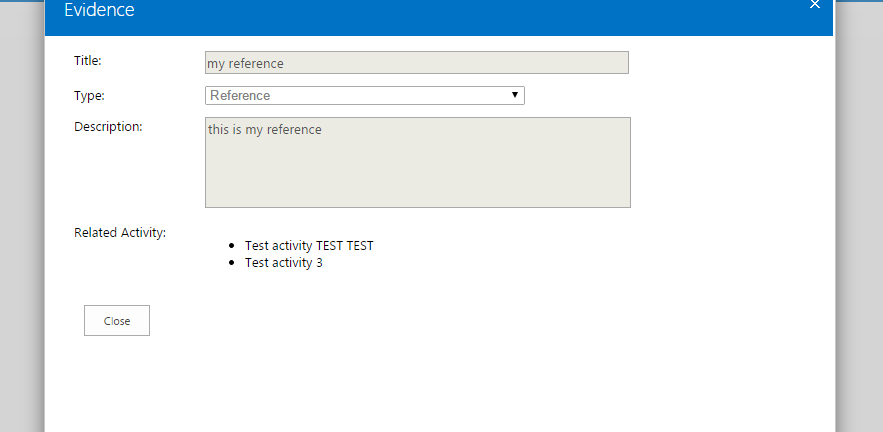 Evidence
Title:
my reference
Type:
Reference
Description:
this is my reference
Related Activity:
Test activity TEST TEST
Test activity 3
Close